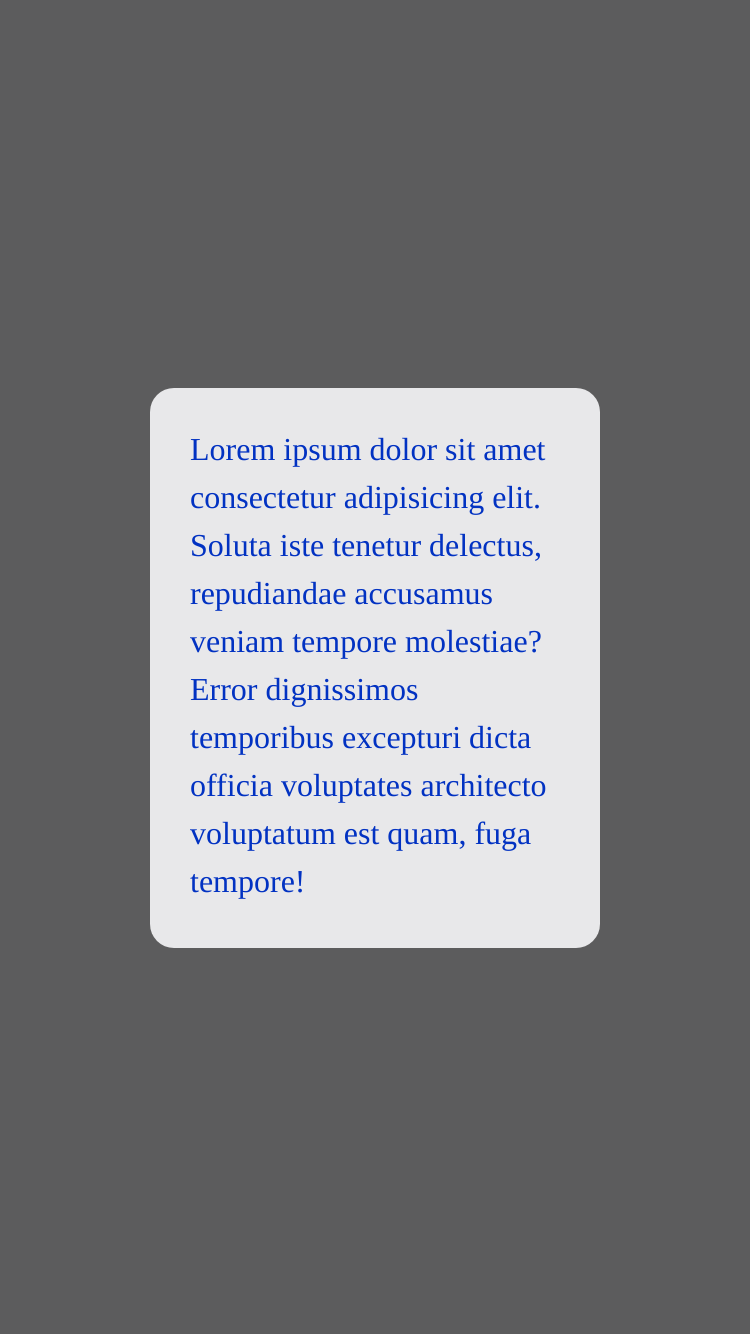 Lorem ipsum dolor sit amet
consectetur adipisicing elit.
Soluta iste tenetur delectus,
repudiandae accusamus
veniam tempore molestiae?
Error dignissimos
temporibus excepturi dicta
officia voluptates architecto
voluptatum est quam, fuga
tempore!